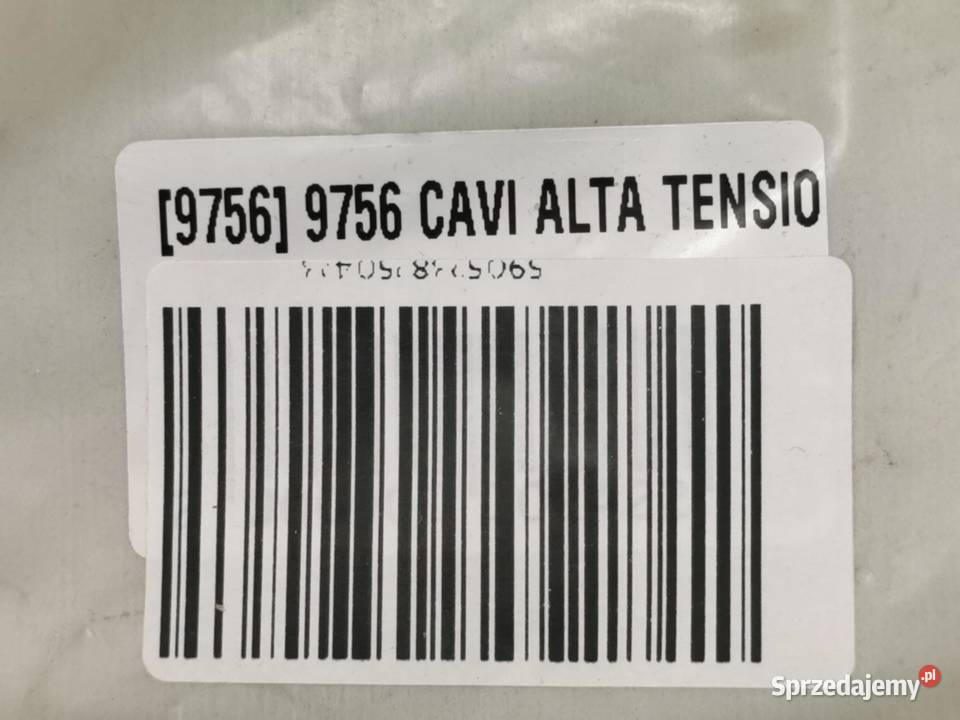 [9756] 9756 CAVI ALTA TENSIO
Sprzedajemy.pl